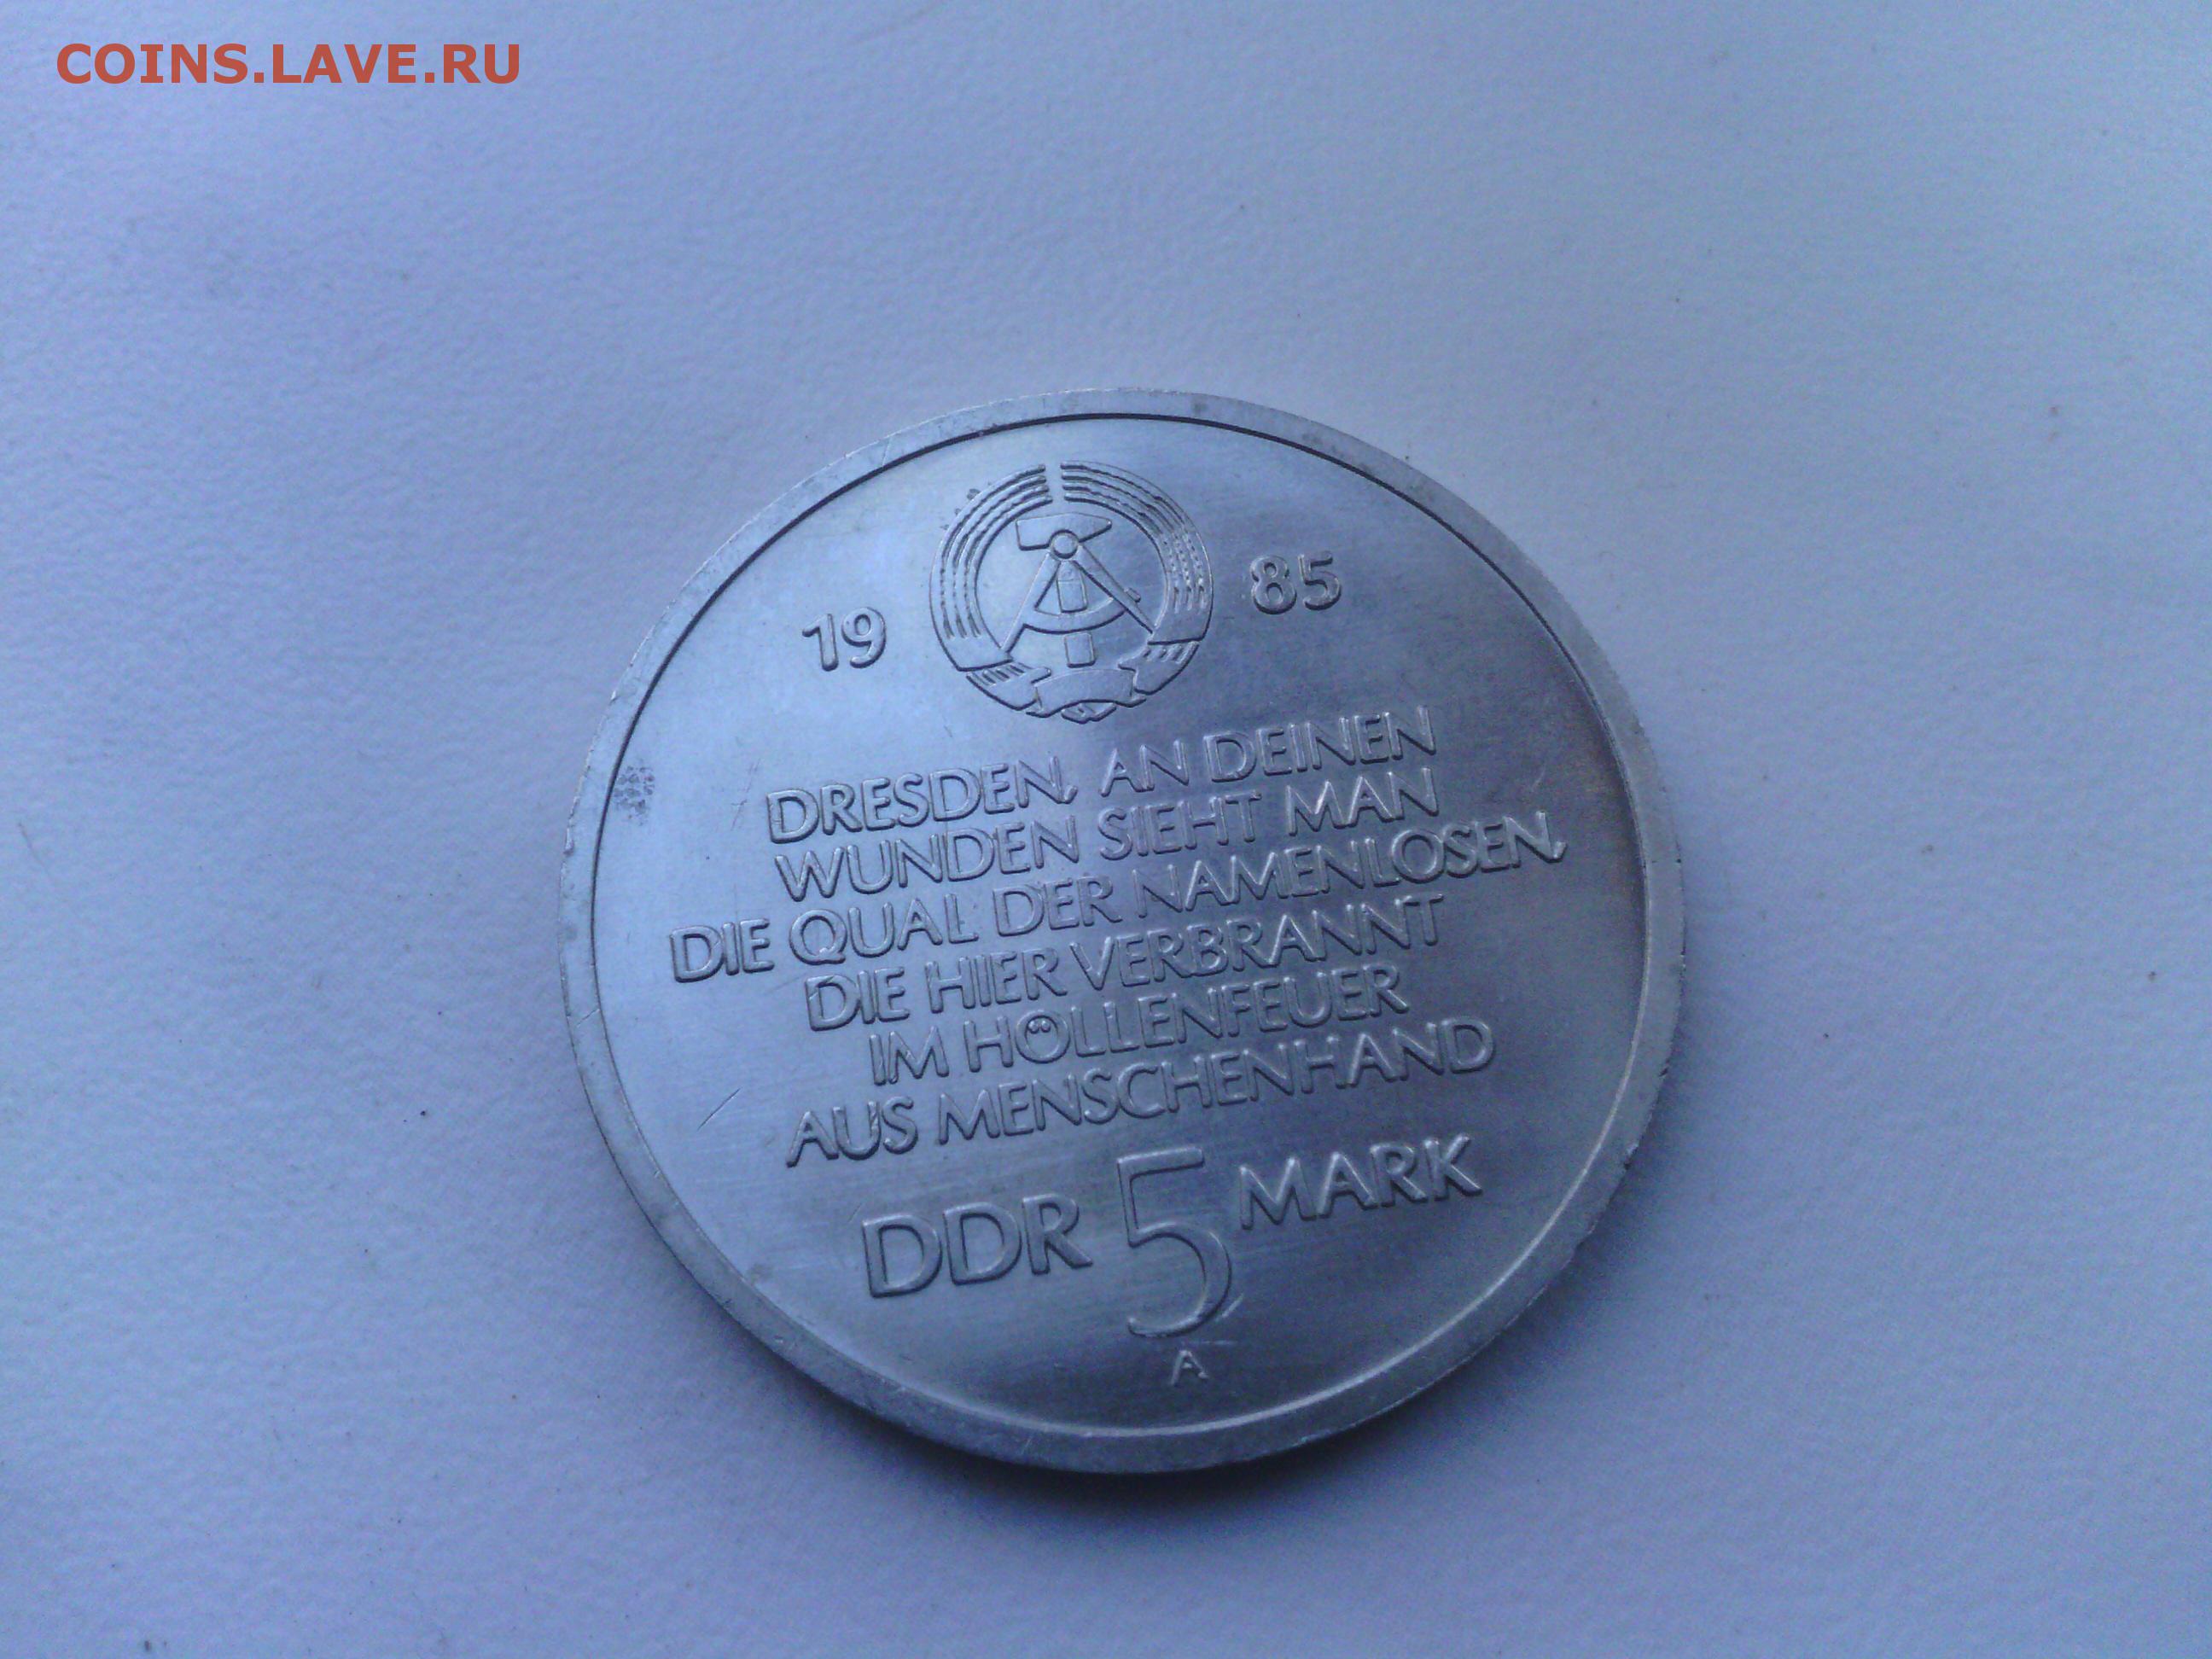 COINS.LAVE.RU
19 85
DRESDEN, AN DEINEN
WUNDEN SIEHT MAN
DIE QUAL DER NAMENLOSEN,
DIE HIER VERBRANNT
IM HÖLLENFEUER
AUS MENSCHENHAND
DDR 5 MARK
A